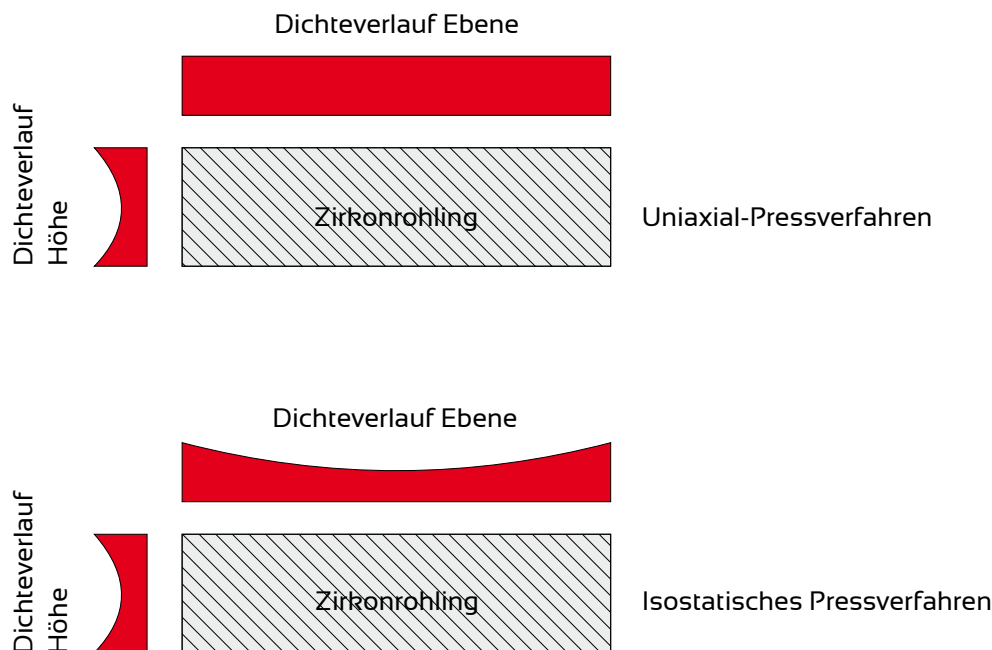 Dichteverlauf Ebene
Dichteverlauf
Höhe
Zirkonrohling
Uniaxial-Pressverfahren
Dichteverlauf Ebene
Dichteverlauf
Höhe
Zirkonrohling
Isostatisches Pressverfahren